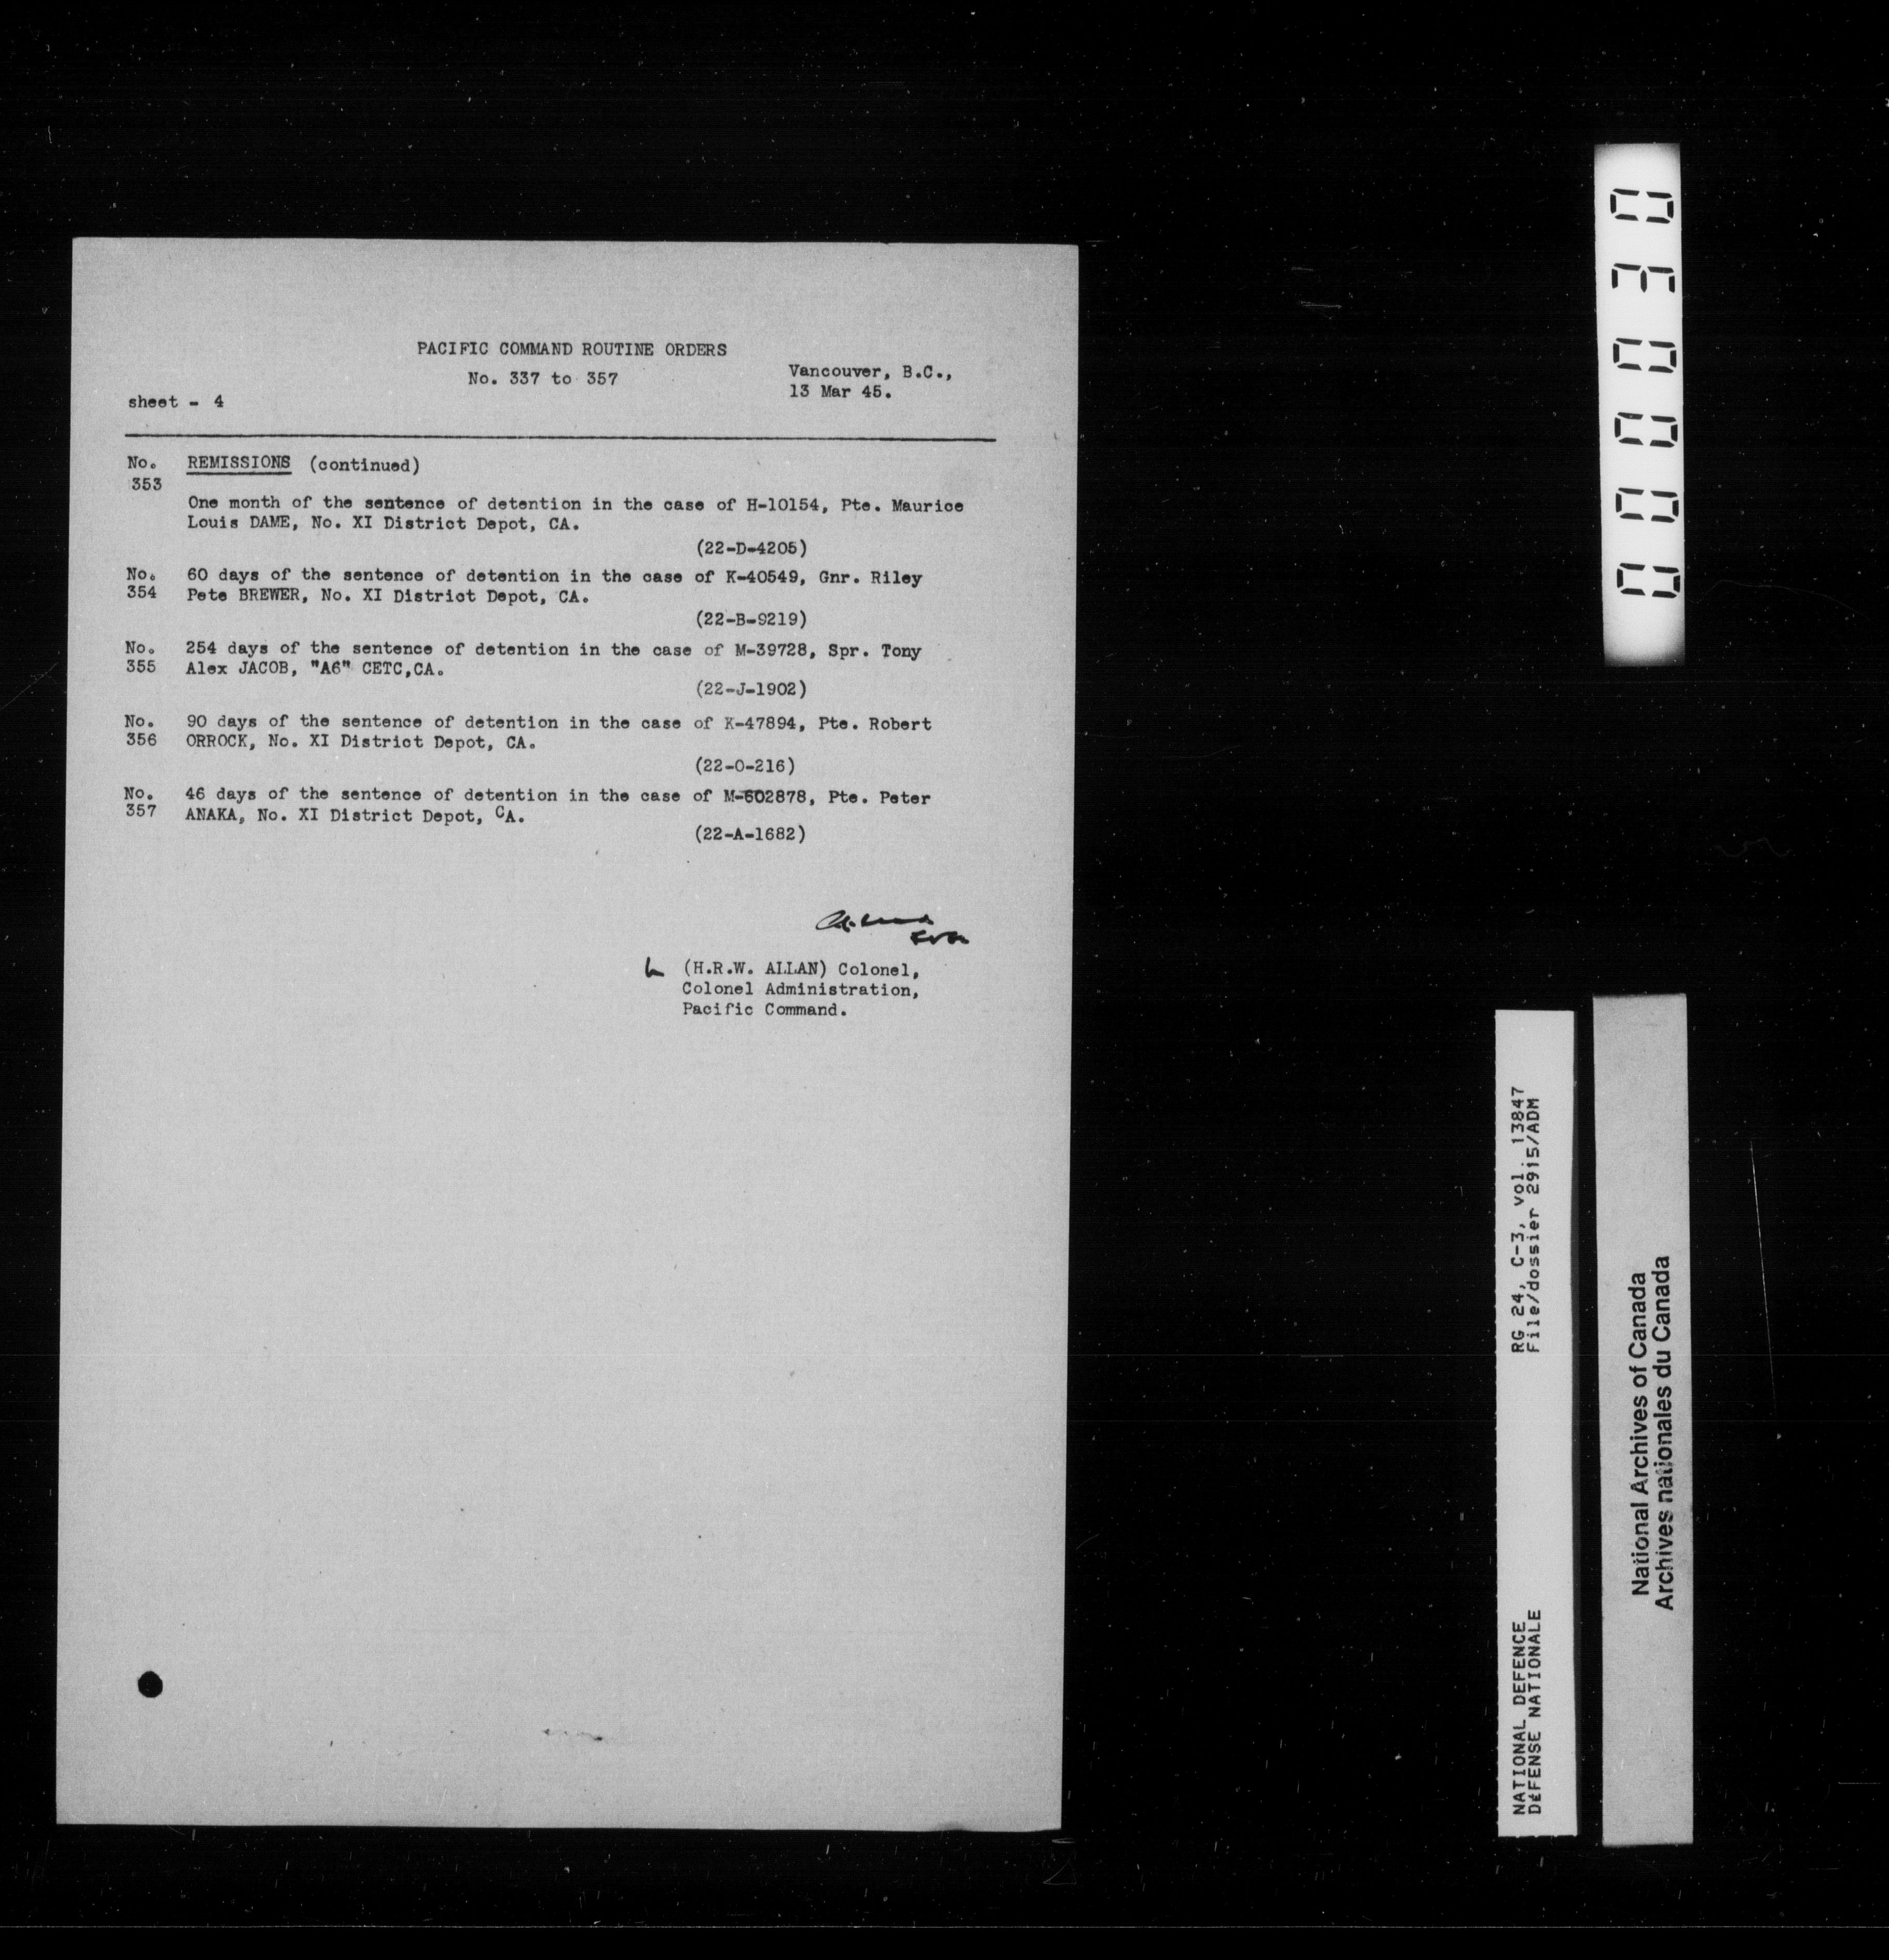 PACIFIC COMMAND ROUTINE ORDERS
No. 337 to 357
Vancouver, B.C.,
13 Mar 45.
sheet - 4
No. REMISSIONS (continued)
353
One month of the sentence of detention in the case of H-10154, Pte. Maurice
Louis DAME, No. XI District Depot, CA.
(22-D-4205)
No. 60 days of the sentence of detention in the case of K-40549, Gnr. Riley
354 Pete BREWER, No. XI District Depot, CA.
(22-B-9219)
No. 254 days of the sentence of detention in the case of M-39728, Spr. Tony
355 Alex JACOB, "A6" CETC,CA.
(22-J-1902)
No. 90 days of the sentence of detention in the case of K-47894, Pte. Robert
356 ORROCK, No. XI District Depot, CA.
(22-O-216)
No. 46 days of the sentence of detention in the case of M-602878, Pte. Peter
357 ANAKA, No. XI District Depot, CA.
(22-A-1682)
(H.R.W. ALLAN) Colonel,
Colonel Administration,
Pacific Command.
000030
RG 24, C-3, vol. 13847
File/dossier 2915/ADM
NATIONAL DEFENCE
DéFENSE NATIONALE
National Archives of Canada
Archives nationales du Canada